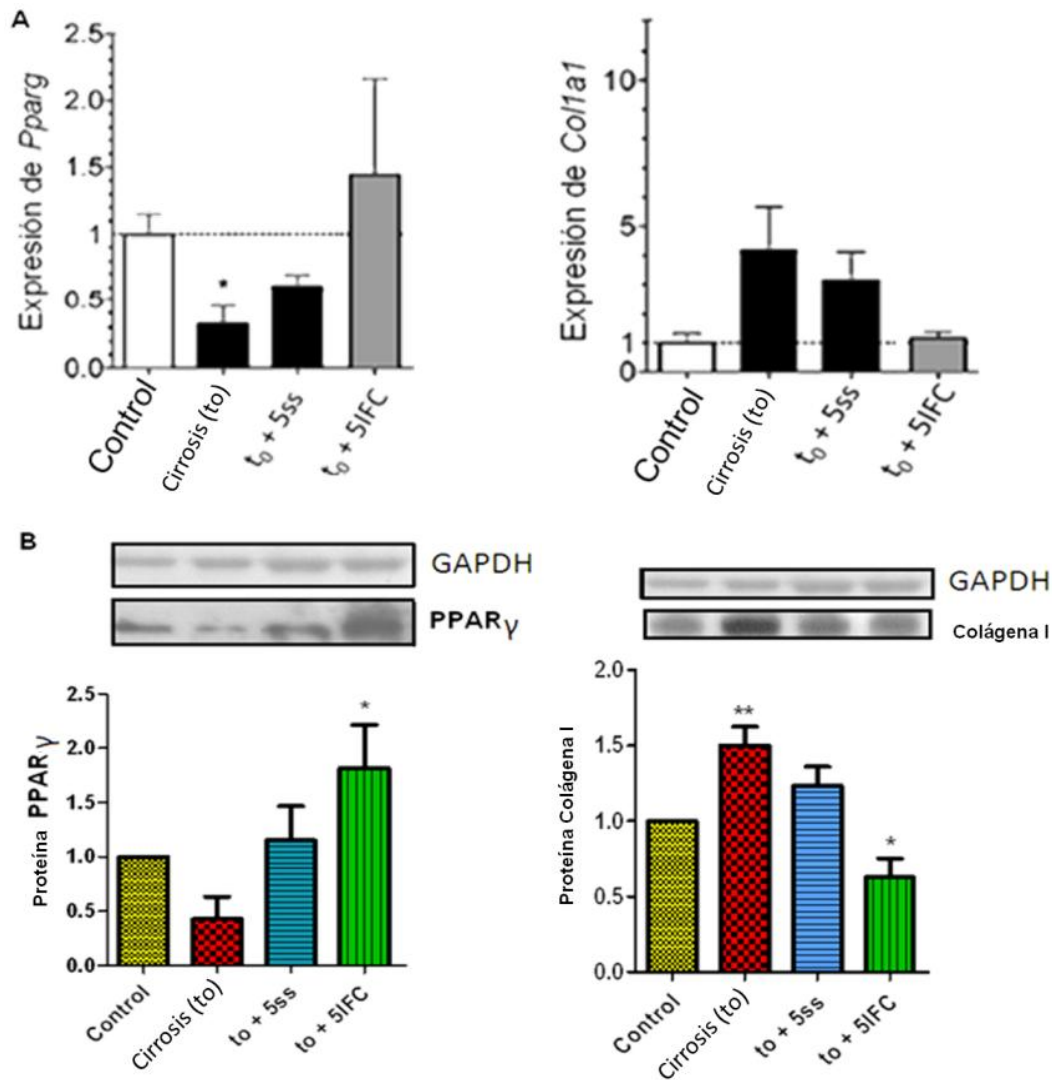 A
Expresión de Pparg
2.5
2.0
1.5
1
0.5
0.0
*
Control
Cirrosis (to)
t₀ + 5ss
t₀ + 5IFC
Expresión de Col1a1
10
5
1
0
Control
Cirrosis (to)
t₀ + 5ss
t₀ + 5IFC
B
GAPDH
PPARγ
Proteína PPARγ
2.5
2.0
1.5
1.0
0.5
0.0
*
Control
Cirrosis (to)
to + 5ss
to + 5IFC
GAPDH
Colágena I
Proteína Colágena I
2.0
1.5
1.0
0.5
0.0
**
*
Control
Cirrosis (to)
to + 5ss
to + 5IFC